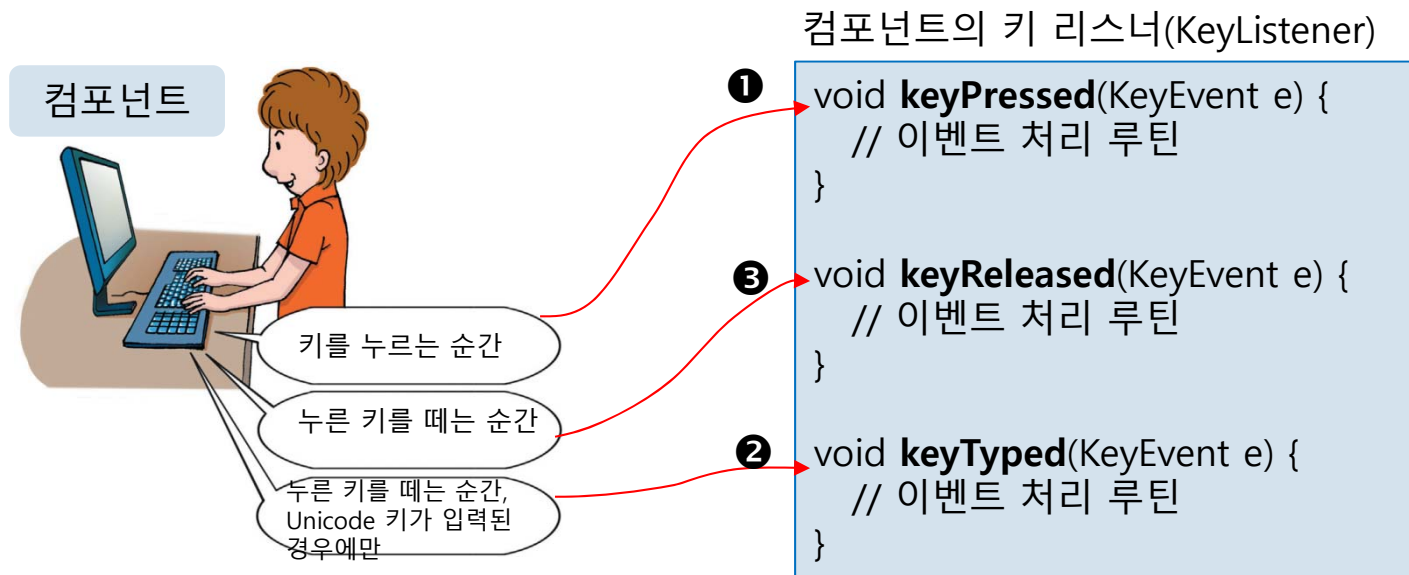 컴포넌트의 키 리스너(KeyListener)
컴포넌트
❶
void keyPressed(KeyEvent e) {
// 이벤트 처리 루틴
}
키를 누르는 순간
❸
void keyReleased(KeyEvent e) {
// 이벤트 처리 루틴
}
누른 키를 떼는 순간
❷
void keyTyped(KeyEvent e) {
// 이벤트 처리 루틴
}
누른 키를 떼는 순간,
Unicode 키가 입력된
경우에만